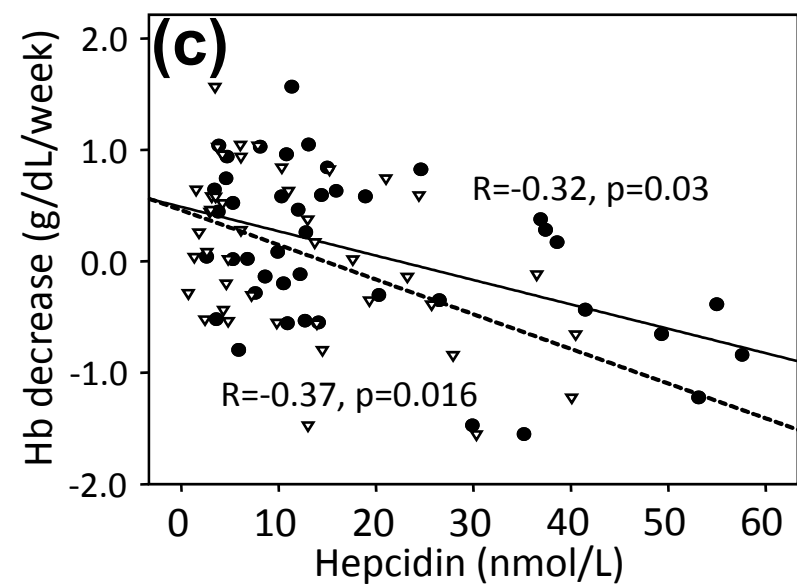 (c)
2.0
1.0
0.0
-1.0
-2.0
Hb decrease (g/dL/week)
R=-0.32, p=0.03
R=-0.37, p=0.016
0 10 20 30 40 50 60
Hepcidin (nmol/L)